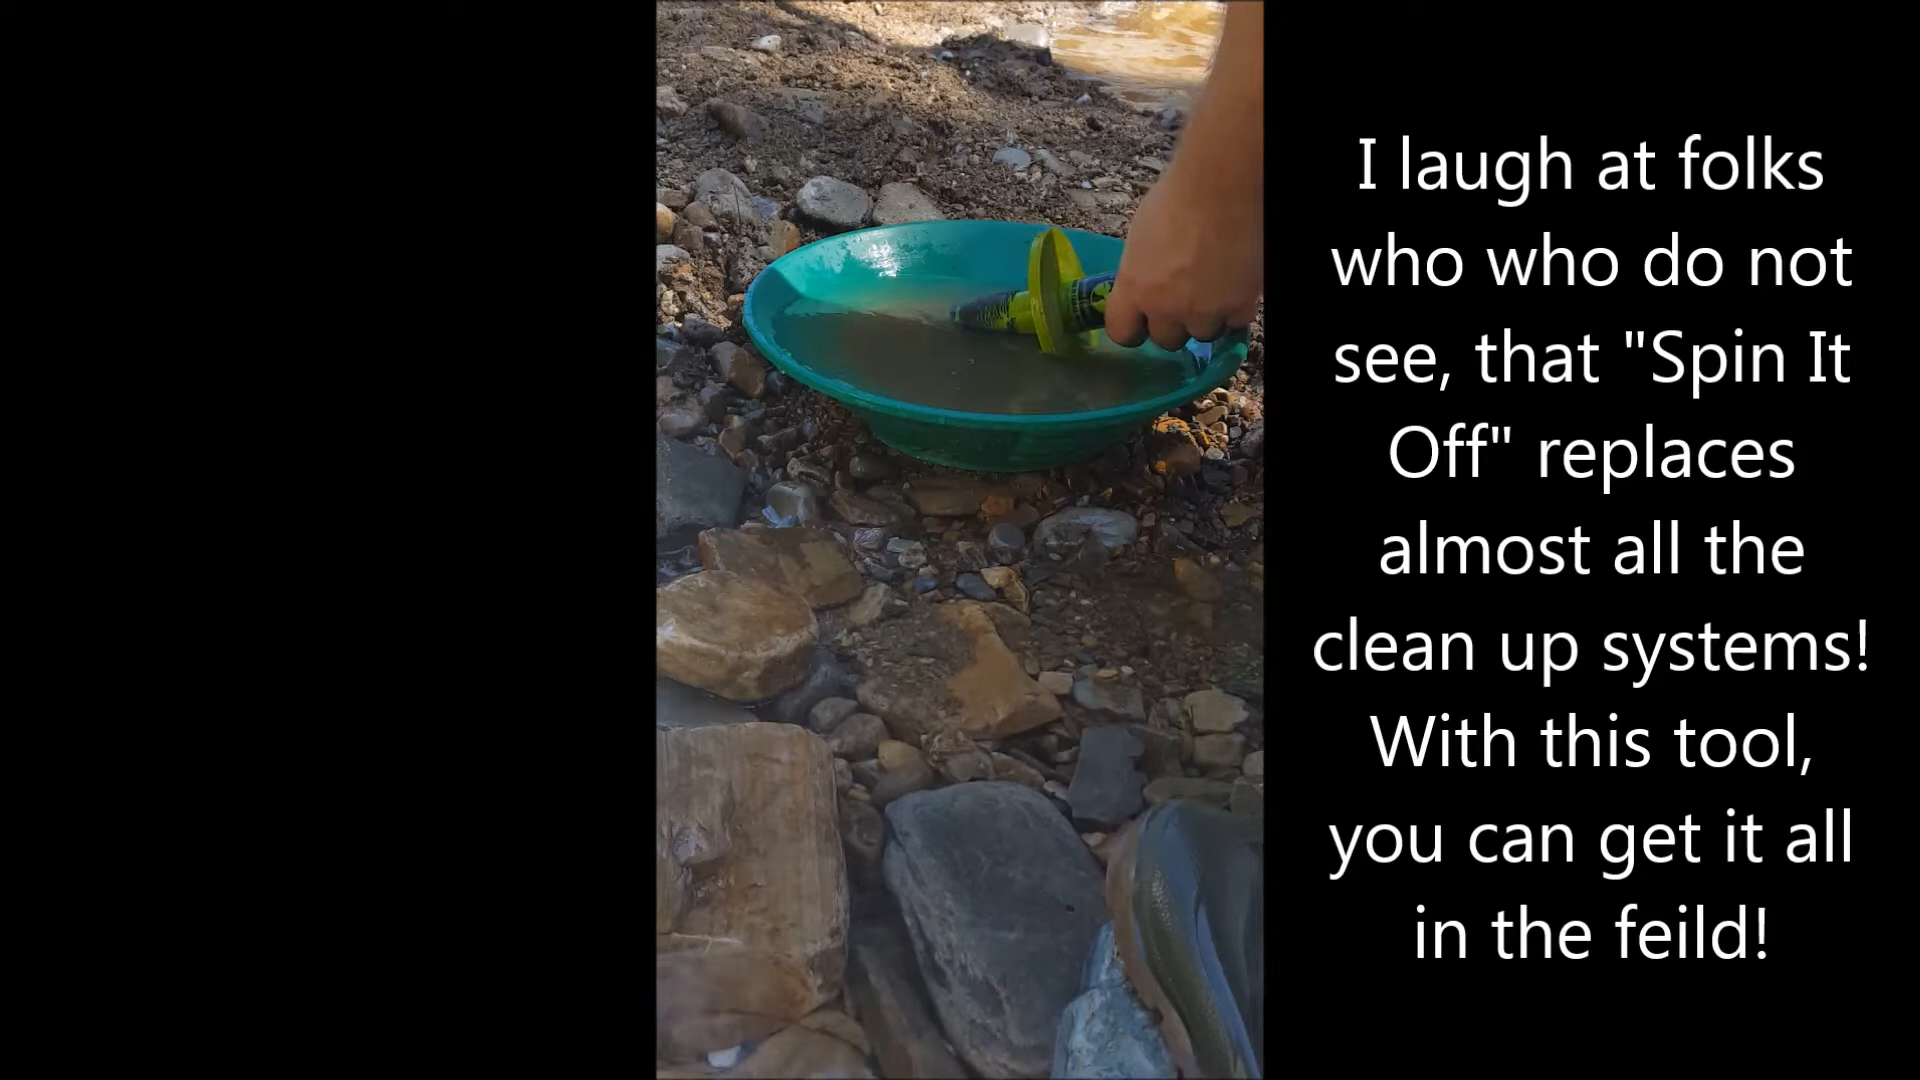 I laugh at folks
who who do not
see, that "Spin It
Off" replaces
almost all the
clean up systems!
With this tool,
you can get it all
in the feild!